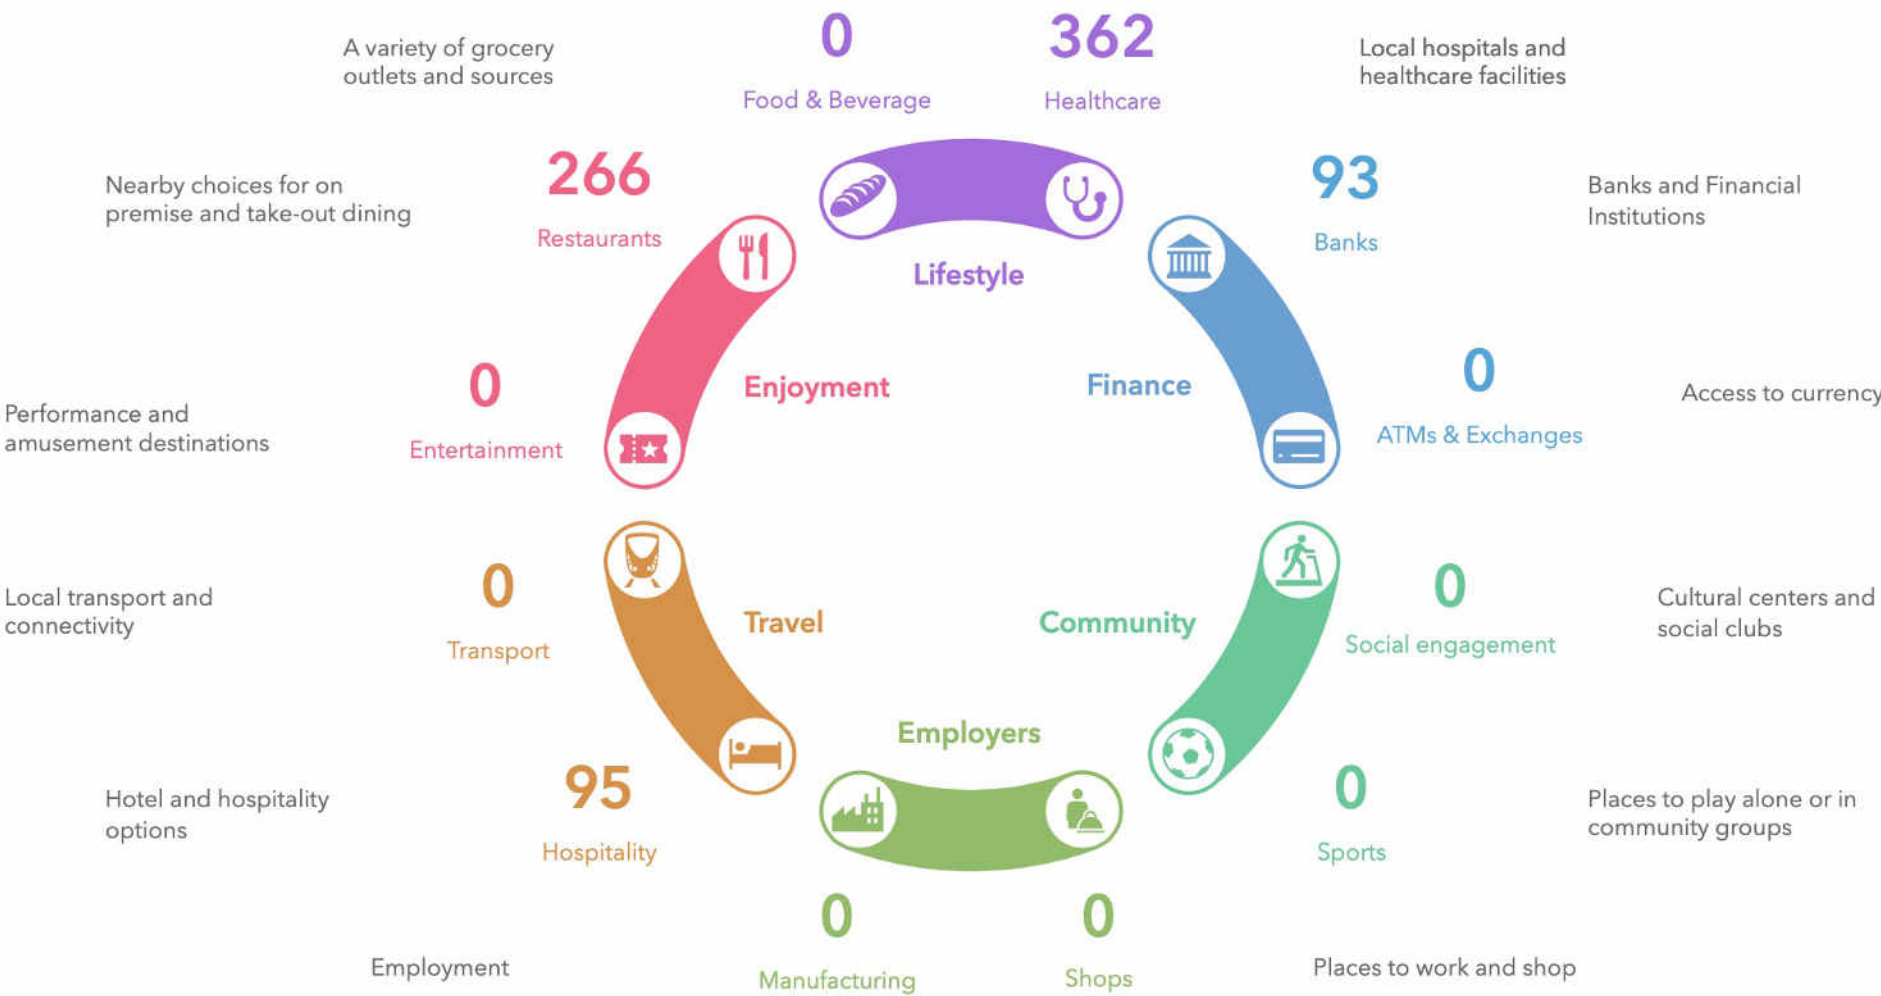 A variety of grocery
outlets and sources
0
Food & Beverage
362
Healthcare
Local hospitals and
healthcare facilities
Nearby choices for on
premise and take-out dining
266
Restaurants
Lifestyle
93
Banks
Banks and Financial
Institutions
Performance and
amusement destinations
0
Entertainment
Enjoyment
Finance
0
ATMs & Exchanges
Access to currency
Local transport and
connectivity
0
Transport
Travel
Community
0
Social engagement
Cultural centers and
social clubs
Hotel and hospitality
options
95
Hospitality
Employers
0
Sports
Places to play alone or in
community groups
Employment
0
Manufacturing
0
Shops
Places to work and shop